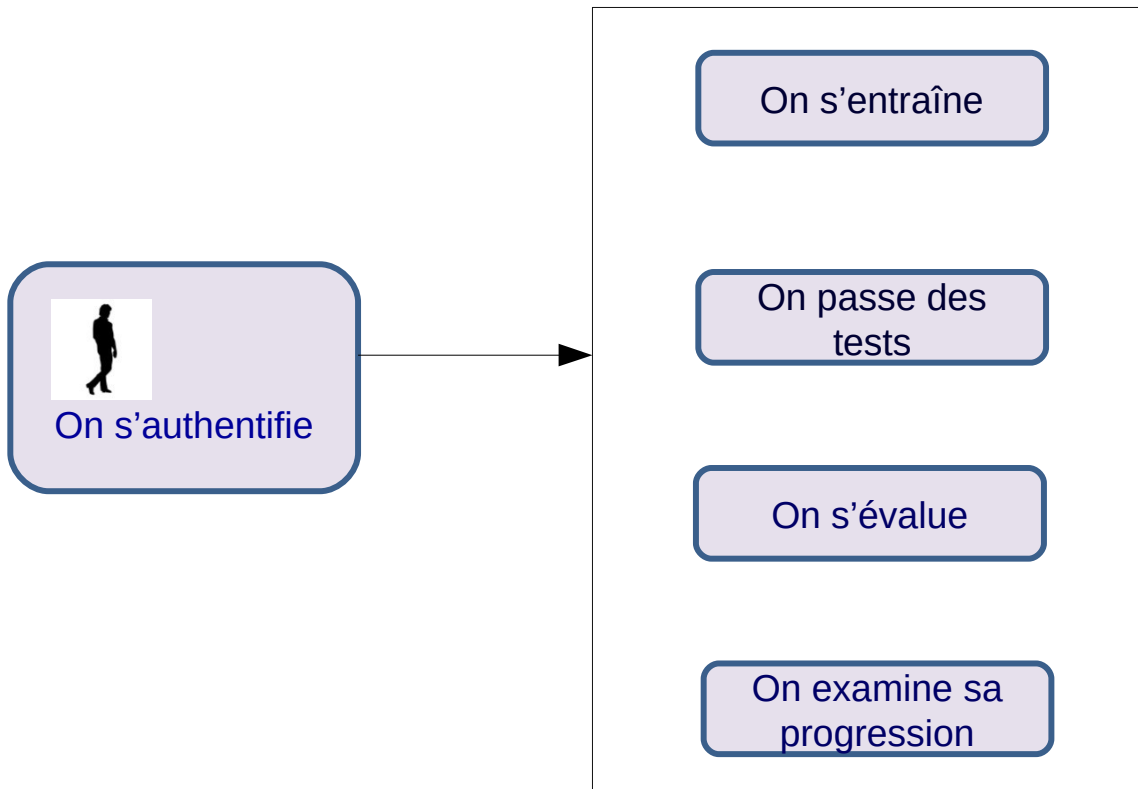 On s’entraîne
On passe des
tests
On s’authentifie
On s’évalue
On examine sa
progression